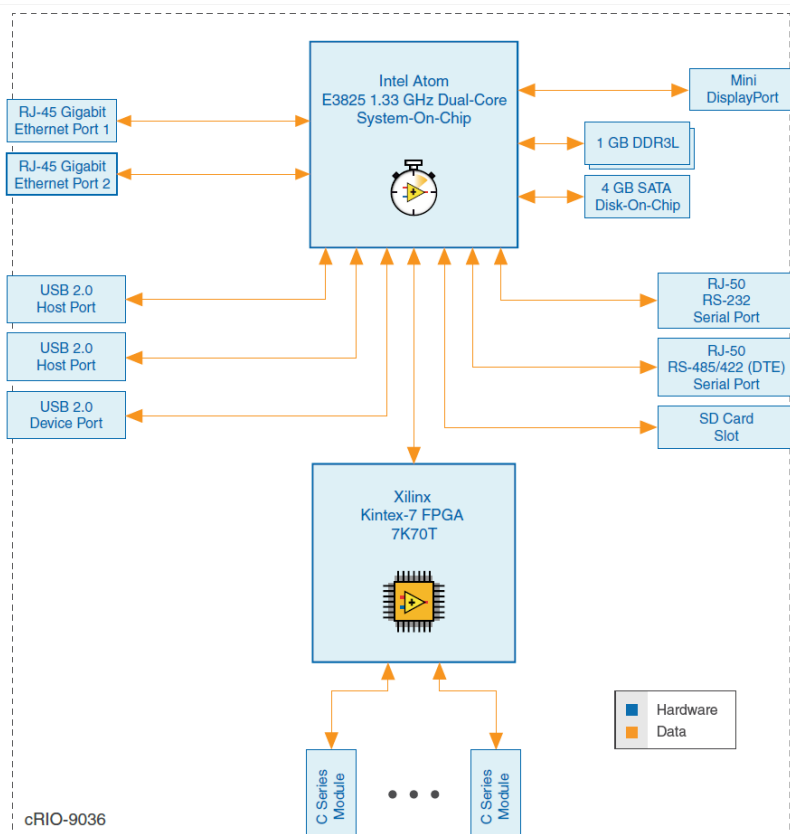 Intel Atom
E3825 1.33 GHz Dual-Core
System-On-Chip
Mini
DisplayPort
RJ-45 Gigabit
Ethernet Port 1
1 GB DDR3L
RJ-45 Gigabit
Ethernet Port 2
4 GB SATA
Disk-On-Chip
USB 2.0
Host Port
RJ-50
RS-232
Serial Port
USB 2.0
Host Port
RJ-50
RS-485/422 (DTE)
Serial Port
USB 2.0
Device Port
SD Card
Slot
Xilinx
Kintex-7 FPGA
7K70T
Hardware
Data
C Series
Module
C Series
Module
cRIO-9036